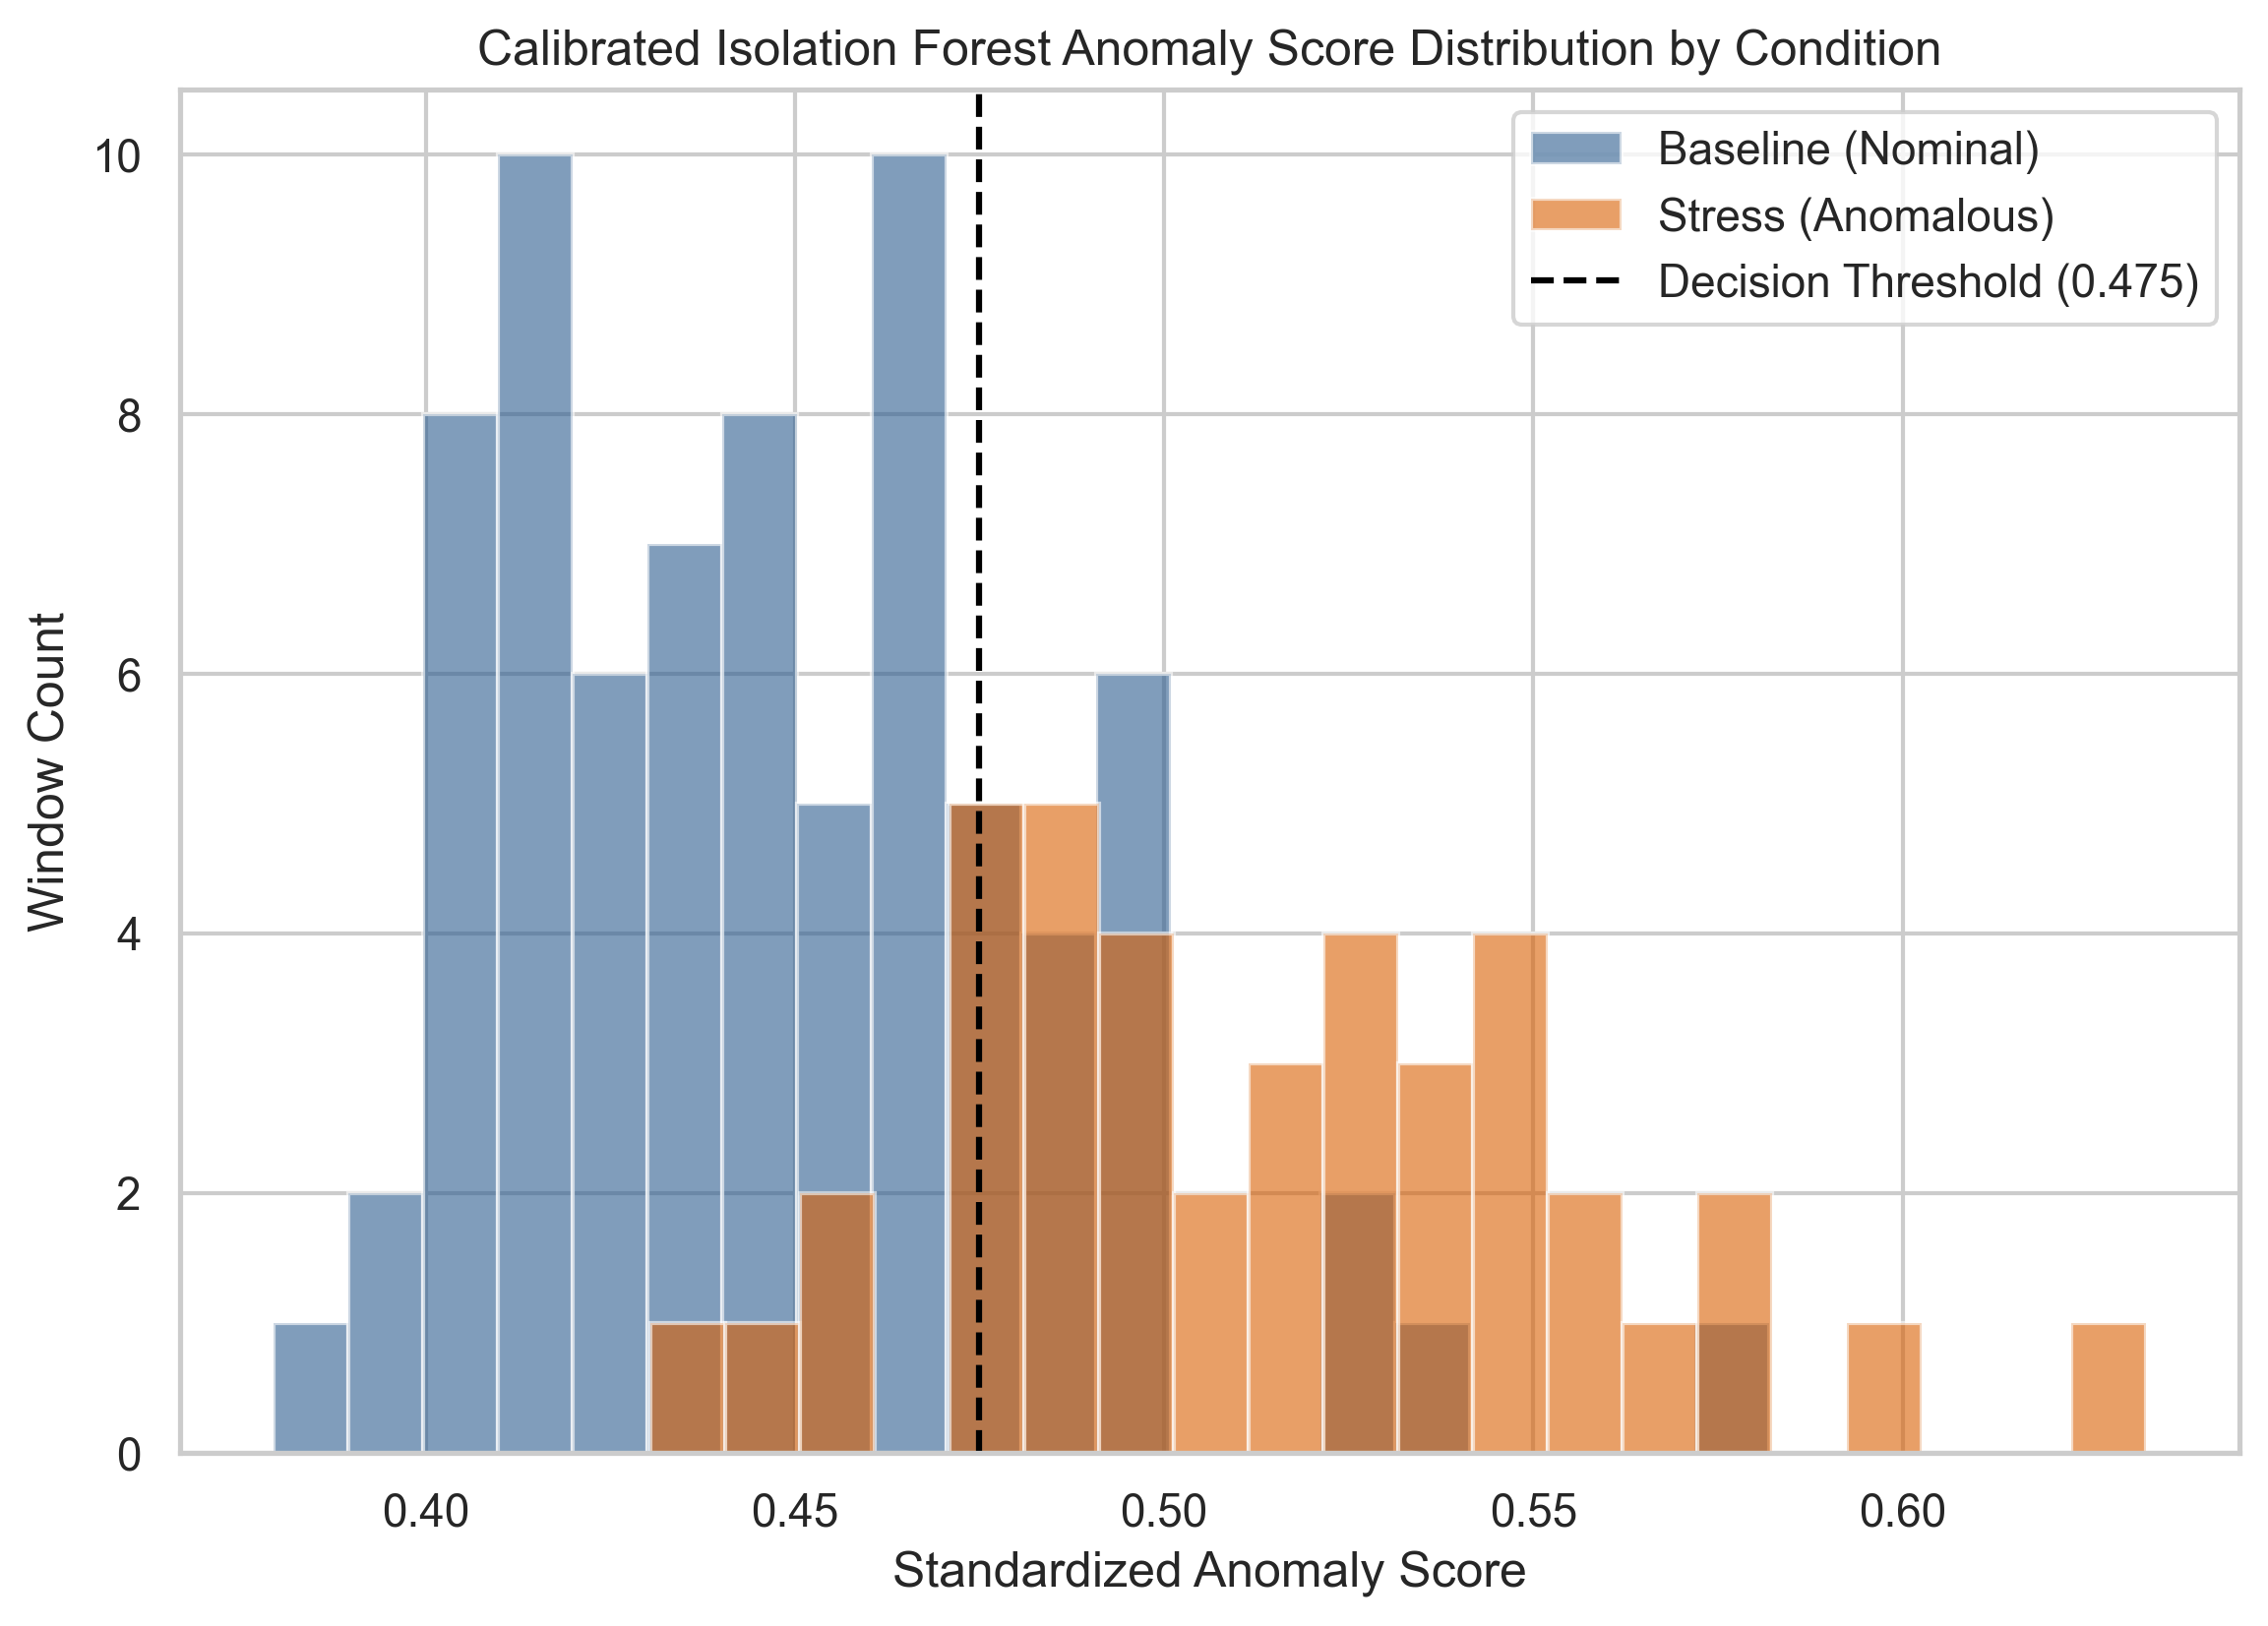 Calibrated Isolation Forest Anomaly Score Distribution by Condition
Baseline (Nominal)
Stress (Anomalous)
Decision Threshold (0.475)
Window Count
10
8
6
4
2
0
0.40 0.45 0.50 0.55 0.60
Standardized Anomaly Score